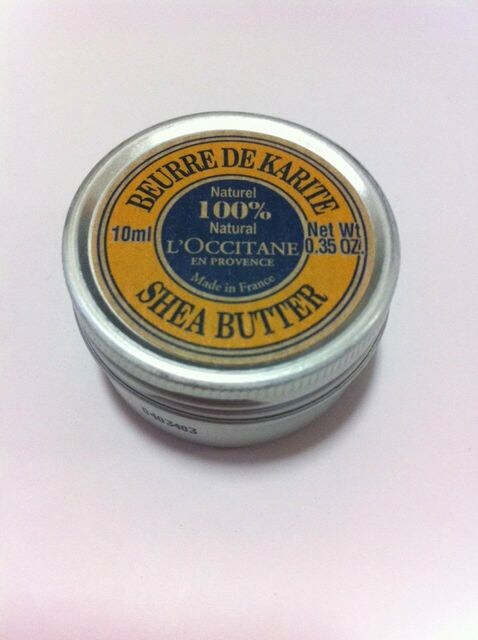 BEURRE DE KARITE
Naturel
100%
Natural
10ml
L'OCCITANE
EN PROVENCE
Net Wt
0.35 OZ.
Made in France
SHEA BUTTER
0403403